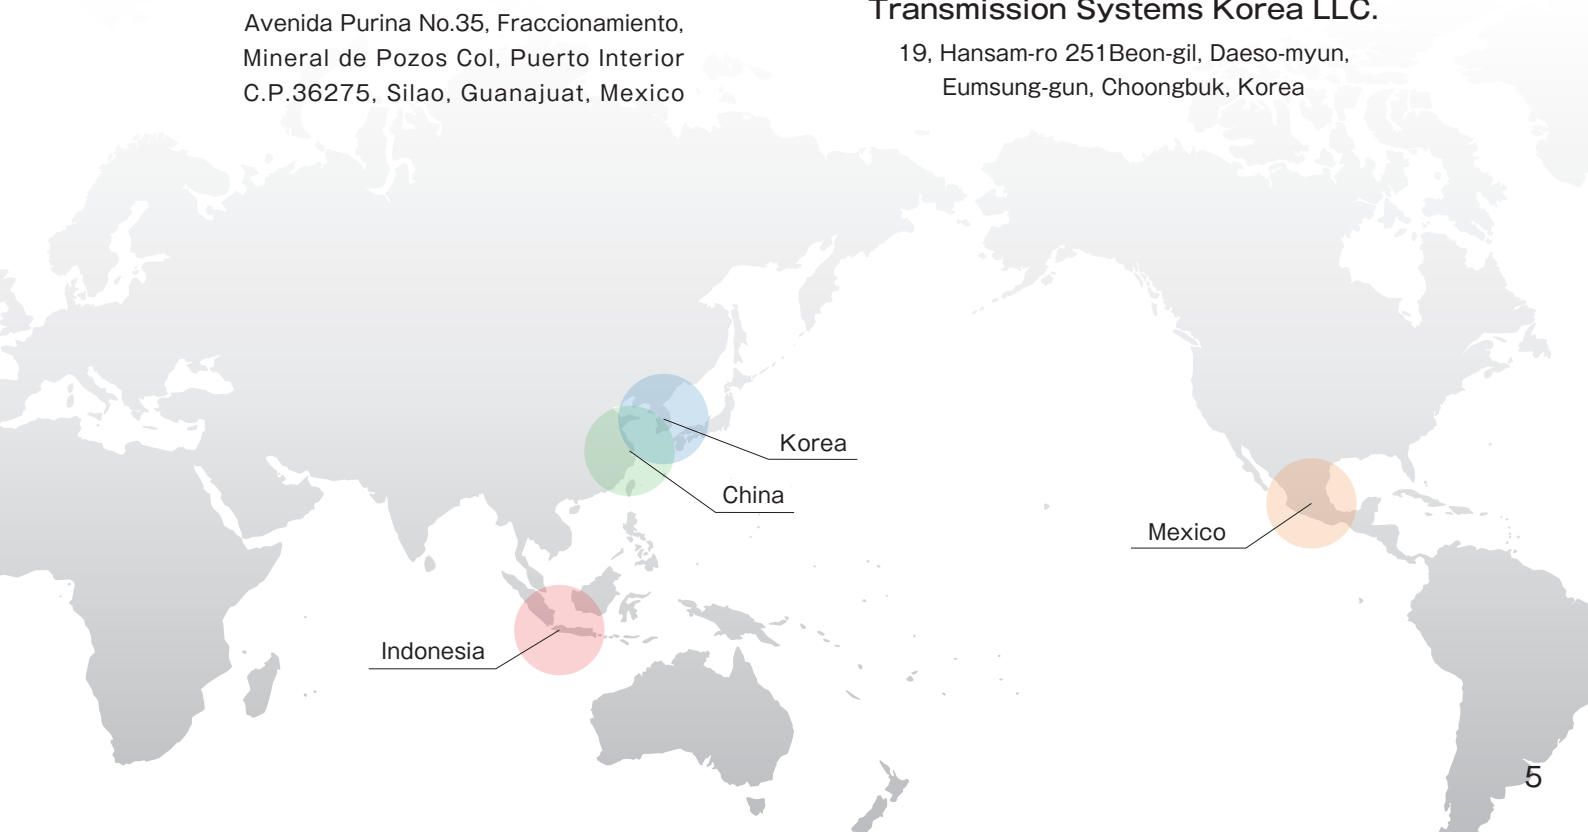 Avenida Purina No.35, Fraccionamiento,
Mineral de Pozos Col, Puerto Interior
C.P.36275, Silao, Guanajuat, Mexico
Transmission Systems Korea LLC.
19, Hansam-ro 251Beon-gil, Daeso-myun,
Eumsung-gun, Choongbuk, Korea
Korea
China
Mexico
Indonesia
5